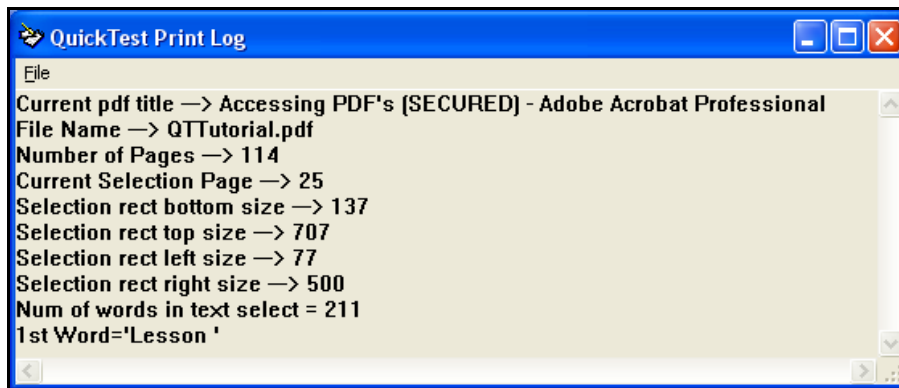 QuickTest Print Log
File
Current pdf title —> Accessing PDF's (SECURED) - Adobe Acrobat Professional
File Name —> QTTutorial.pdf
Number of Pages —> 114
Current Selection Page —> 25
Selection rect bottom size —> 137
Selection rect top size —> 707
Selection rect left size —> 77
Selection rect right size —> 500
Num of words in text select = 211
1st Word='Lesson '